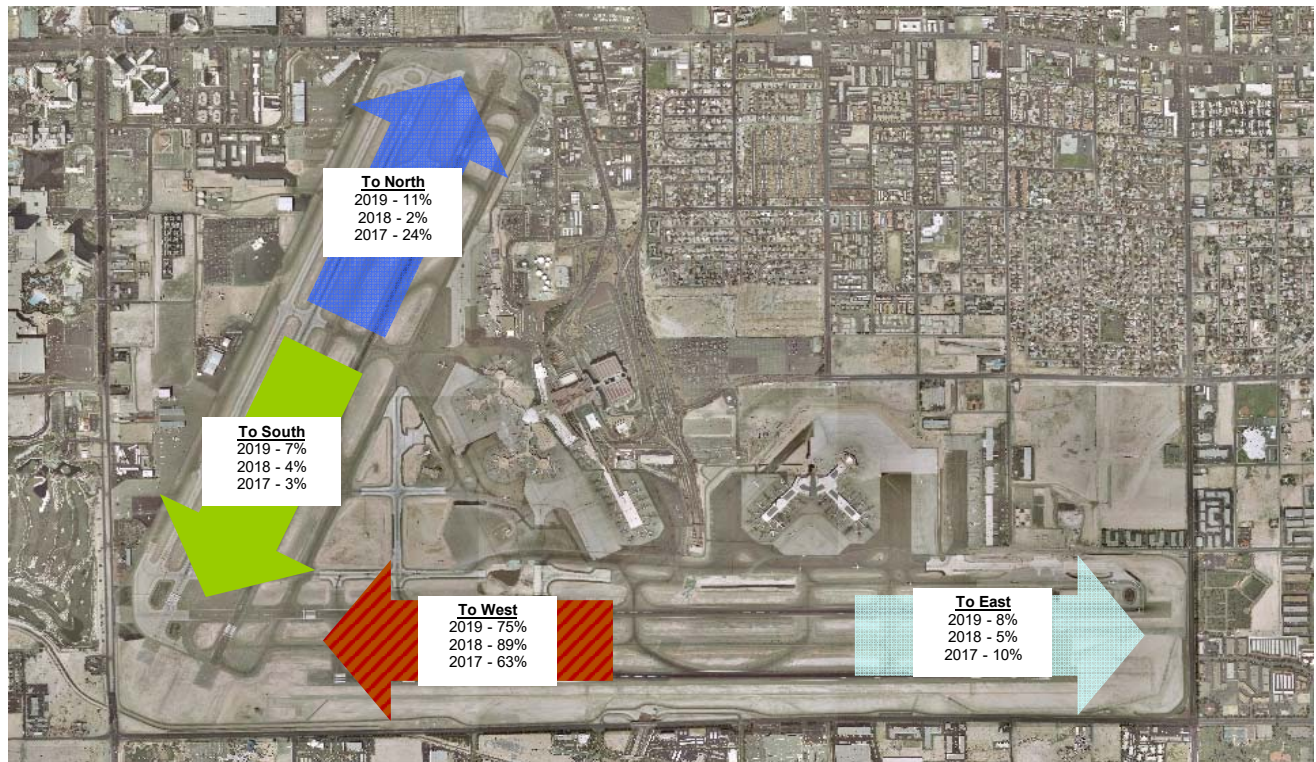 To North
2019 - 11%
2018 - 2%
2017 - 24%
To South
2019 - 7%
2018 - 4%
2017 - 3%
To West
2019 - 75%
2018 - 89%
2017 - 63%
To East
2019 - 8%
2018 - 5%
2017 - 10%